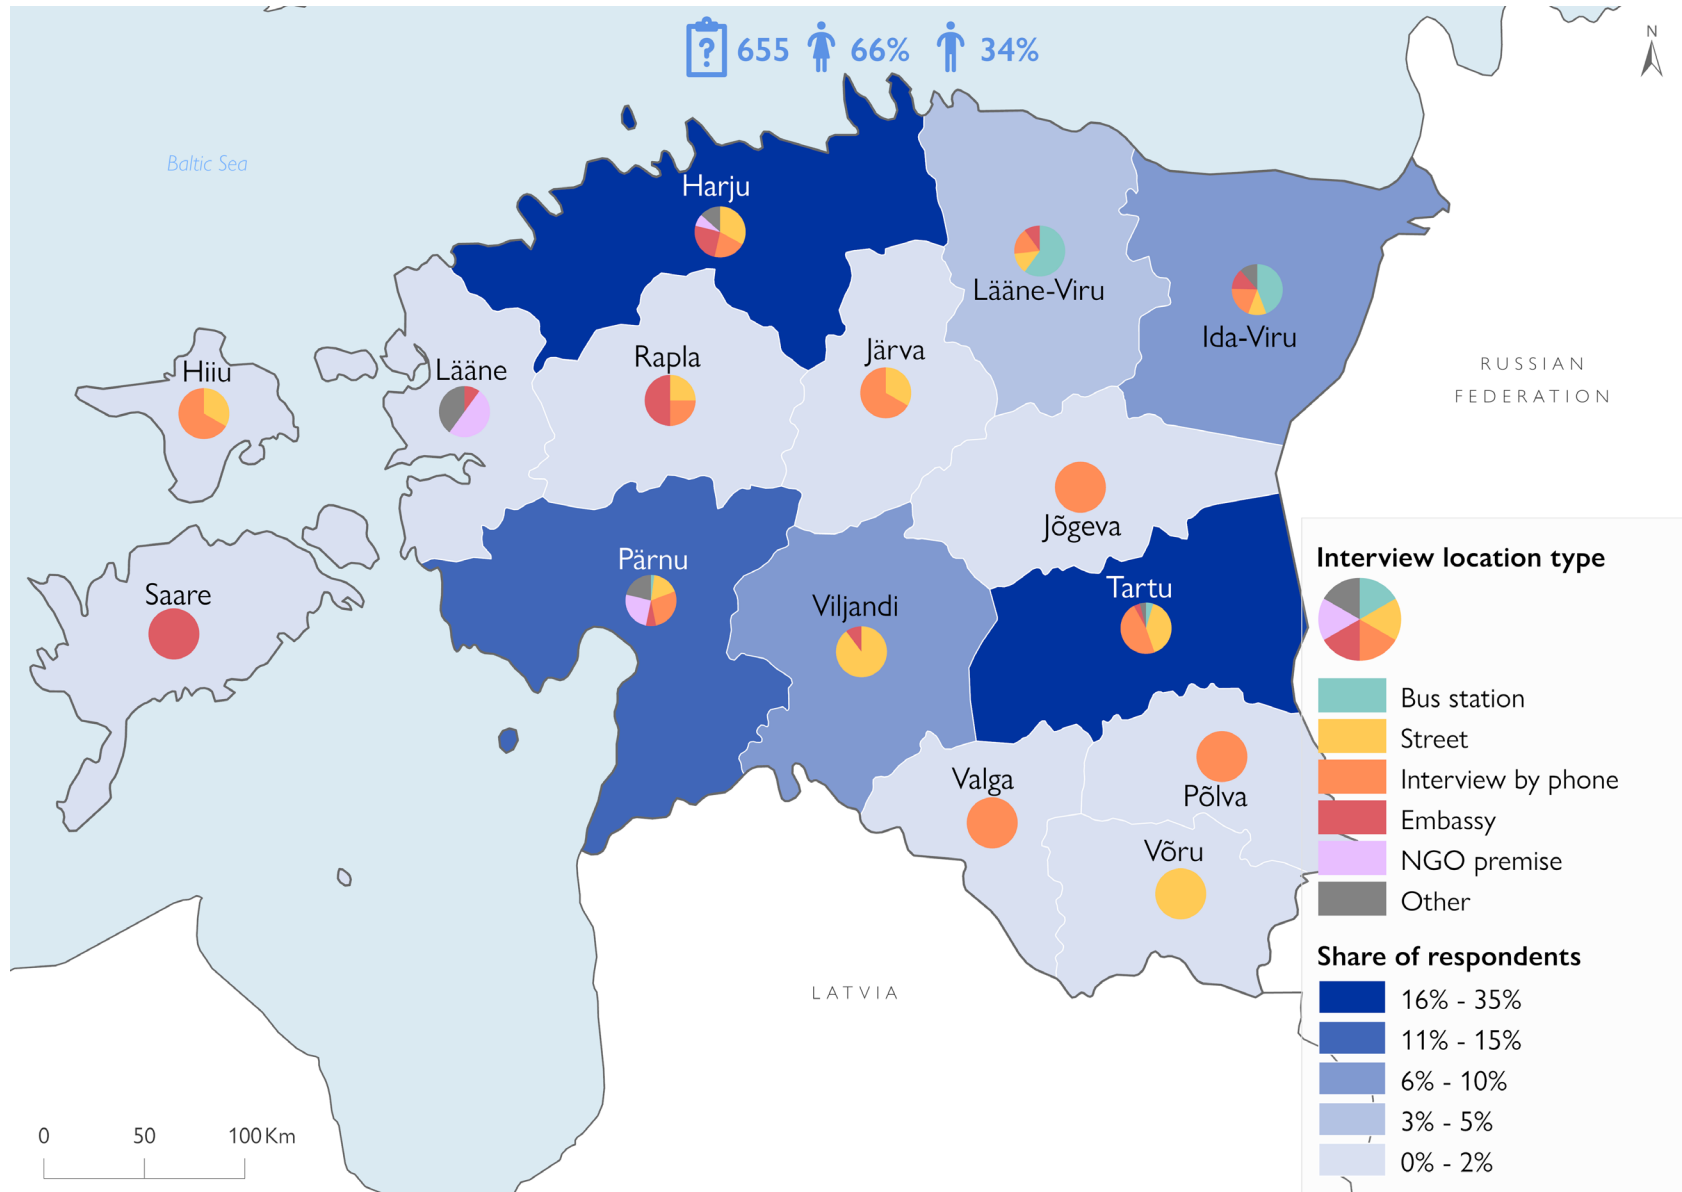 655 66% 34%
N
Baltic Sea
Harju
Lääne-Viru
Ida-Viru
Hiiu
Lääne
Rapla
Järva
RUSSIAN
FEDERATION
Jõgeva
Saare
Pärnu
Viljandi
Tartu
Valga
Põlva
Võru
LATVIA
0 50 100 Km
Interview location type
Bus station
Street
Interview by phone
Embassy
NGO premise
Other
Share of respondents
16% - 35%
11% - 15%
6% - 10%
3% - 5%
0% - 2%